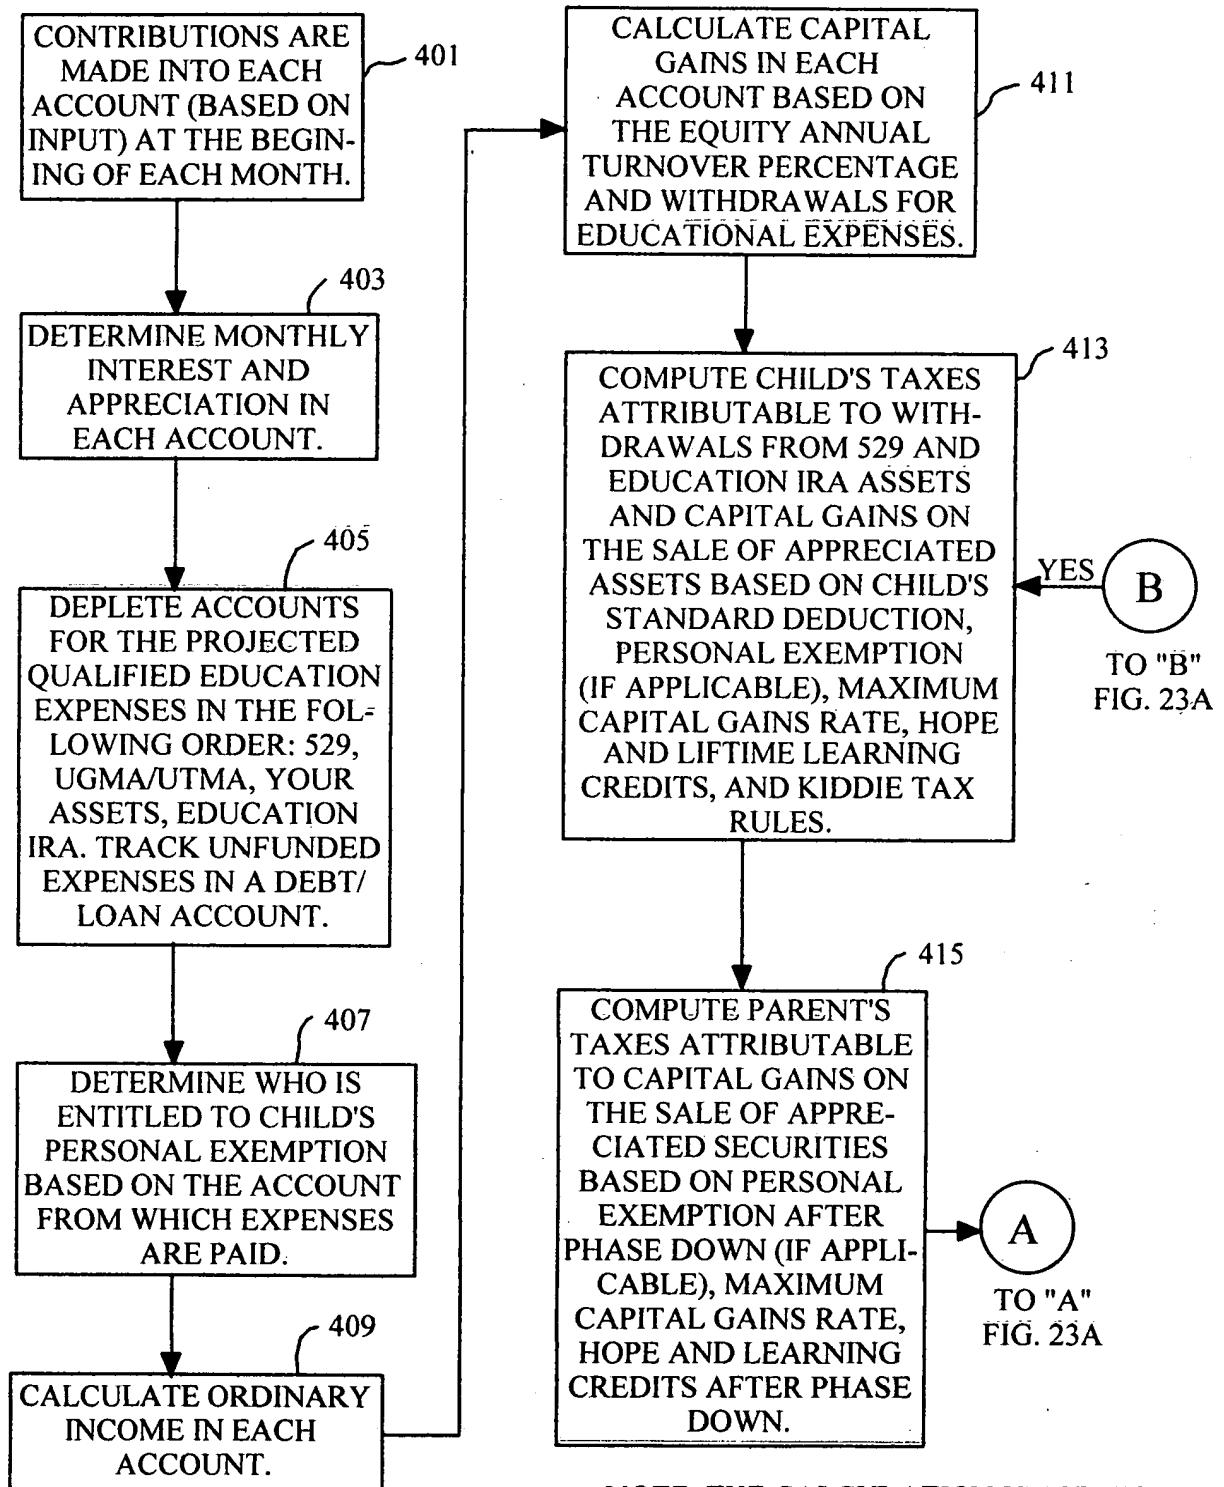 CONTRIBUTIONS ARE
MADE INTO EACH
ACCOUNT (BASED ON
INPUT) AT THE BEGIN-
ING OF EACH MONTH.
401
403
DETERMINE MONTHLY
INTEREST AND
APPRECIATION IN
EACH ACCOUNT.
405
DEPLETE ACCOUNTS
FOR THE PROJECTED
QUALIFIED EDUCATION
EXPENSES IN THE FOL-
LOWING ORDER: 529,
UGMA/UTMA, YOUR
ASSETS, EDUCATION
IRA. TRACK UNFUNDED
EXPENSES IN A DEBT/
LOAN ACCOUNT.
407
DETERMINE WHO IS
ENTITLED TO CHILD'S
PERSONAL EXEMPTION
BASED ON THE ACCOUNT
FROM WHICH EXPENSES
ARE PAID.
409
CALCULATE ORDINARY
INCOME IN EACH
ACCOUNT.
CALCULATE CAPITAL
GAINS IN EACH
ACCOUNT BASED ON
THE EQUITY ANNUAL
TURNOVER PERCENTAGE
AND WITHDRAWALS FOR
EDUCATIONAL EXPENSES.
411
413
COMPUTE CHILD'S TAXES
ATTRIBUTABLE TO WITH-
DRAWALS FROM 529 AND
EDUCATION IRA ASSETS
AND CAPITAL GAINS ON
THE SALE OF APPRECIATED
ASSETS BASED ON CHILD'S
STANDARD DEDUCTION,
PERSONAL EXEMPTION
(IF APPLICABLE), MAXIMUM
CAPITAL GAINS RATE, HOPE
AND LIFTIME LEARNING
CREDITS, AND KIDDIE TAX
RULES.
YES
B
TO "B"
FIG. 23A
415
COMPUTE PARENT'S
TAXES ATTRIBUTABLE
TO CAPITAL GAINS ON
THE SALE OF APPRE-
CIATED SECURITIES
BASED ON PERSONAL
EXEMPTION AFTER
PHASE DOWN (IF APPLI-
CABLE), MAXIMUM
CAPITAL GAINS RATE,
HOPE AND LEARNING
CREDITS AFTER PHASE
DOWN.
A
TO "A"
FIG. 23A